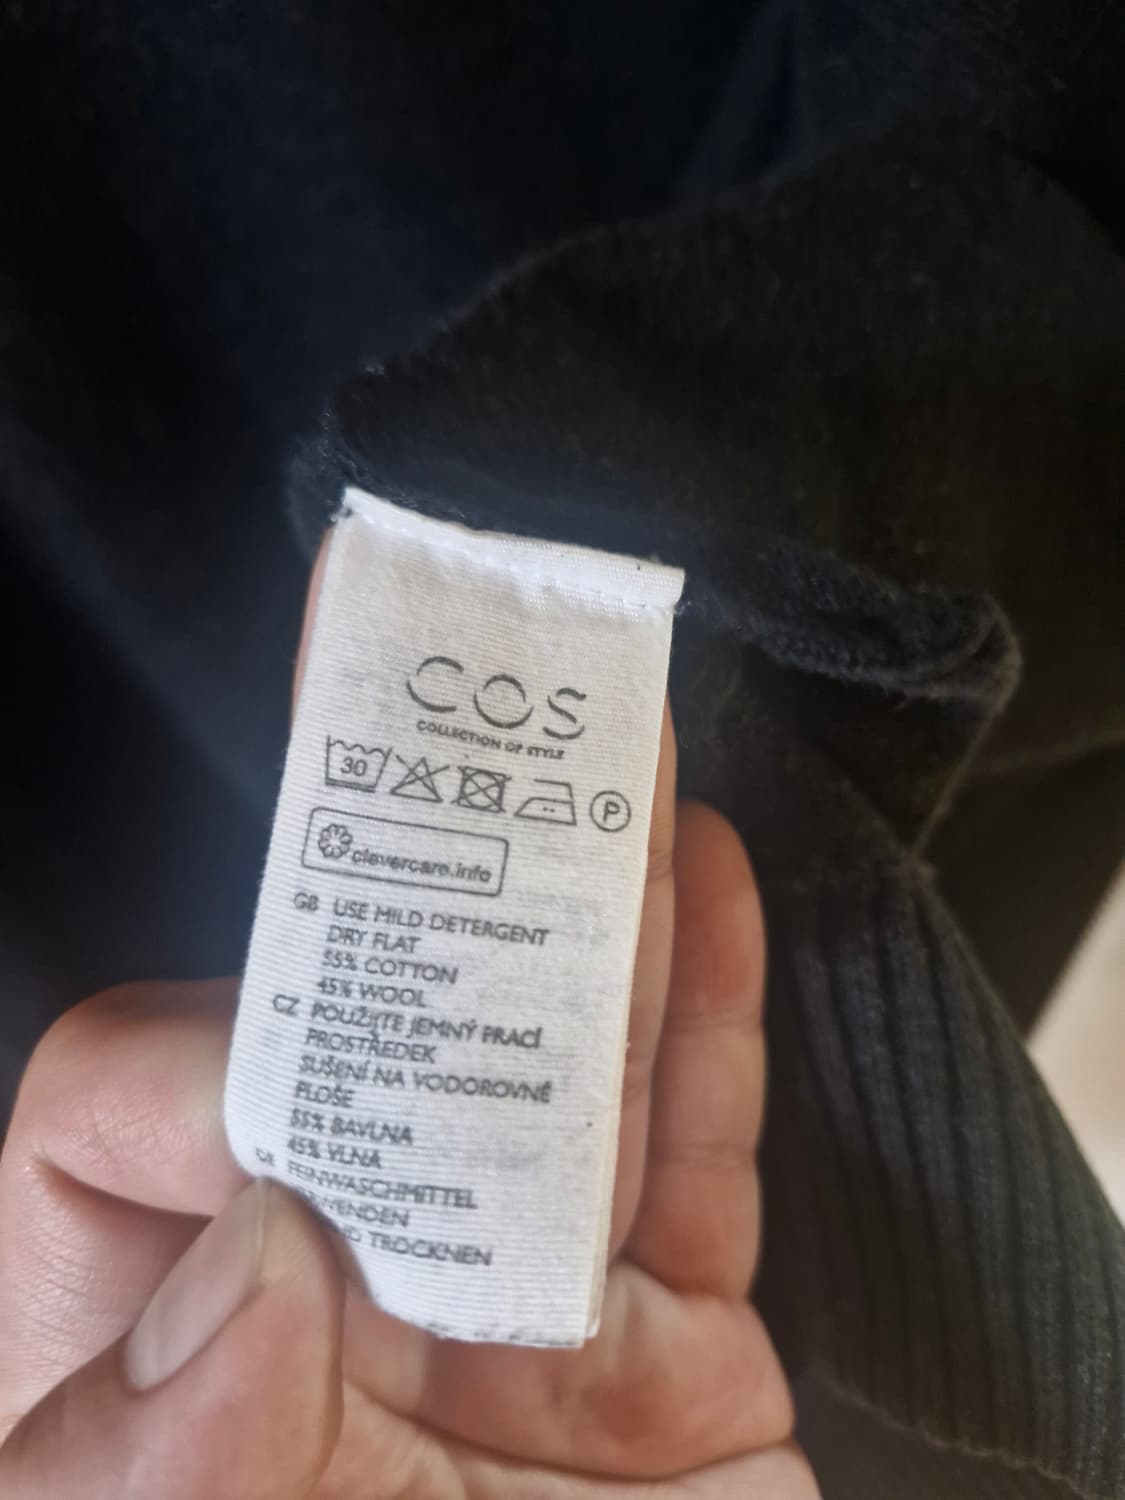 COS
COLLECTION OF STYLE
30
P
clevercare.info
GB USE MILD DETERGENT
DRY FLAT
55% COTTON
45% WOOL
CZ POUŽIJTE JEMNÝ PRACÍ
PROSTŘEDEK
SUŠENÍ NA VODOROVNÉ
PLOŠE
55% BAVLNA
45% VLNA
DE FEINWASCHMITTEL
TROCKNEN